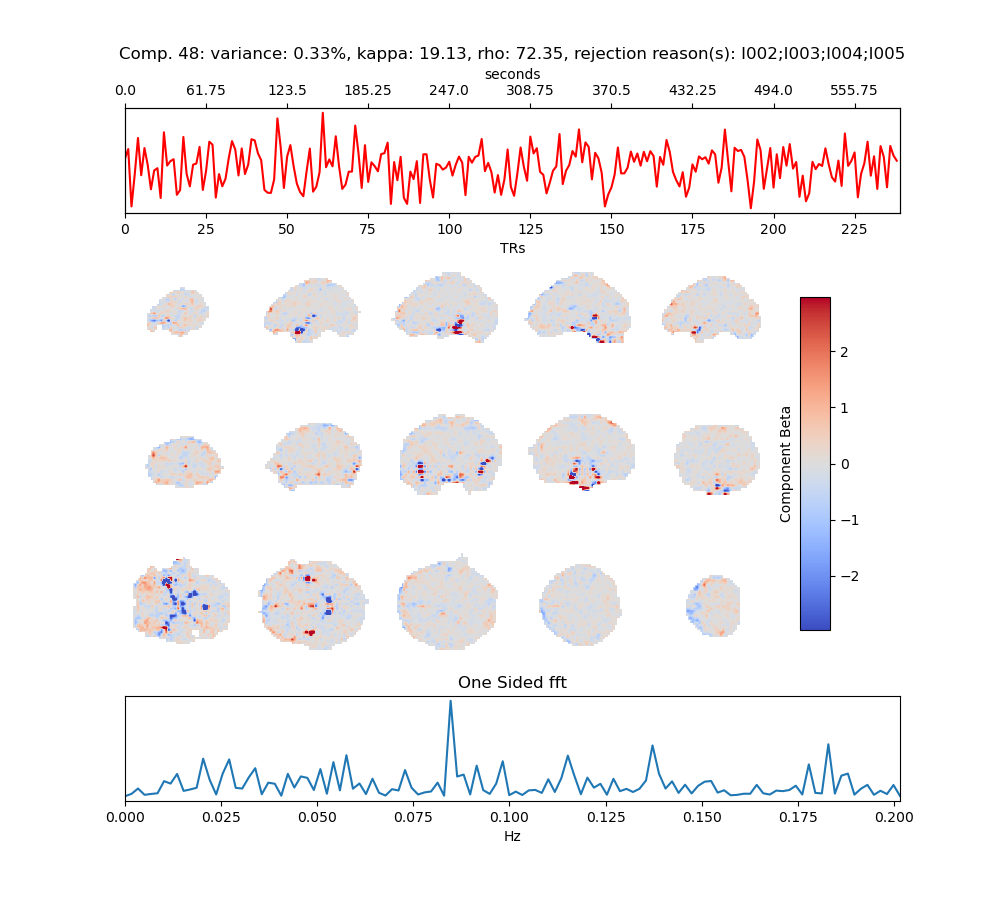 Comp. 48: variance: 0.33%, kappa: 19.13, rho: 72.35, rejection reason(s): I002;I003;I004;I005
seconds
0.0 61.75 123.5 185.25 247.0 308.75 370.5 432.25 494.0 555.75
0 25 50 75 100 125 150 175 200 225
TRs
2
1
0
−1
−2
Component Beta
One Sided fft
0.000 0.025 0.050 0.075 0.100 0.125 0.150 0.175 0.200
Hz